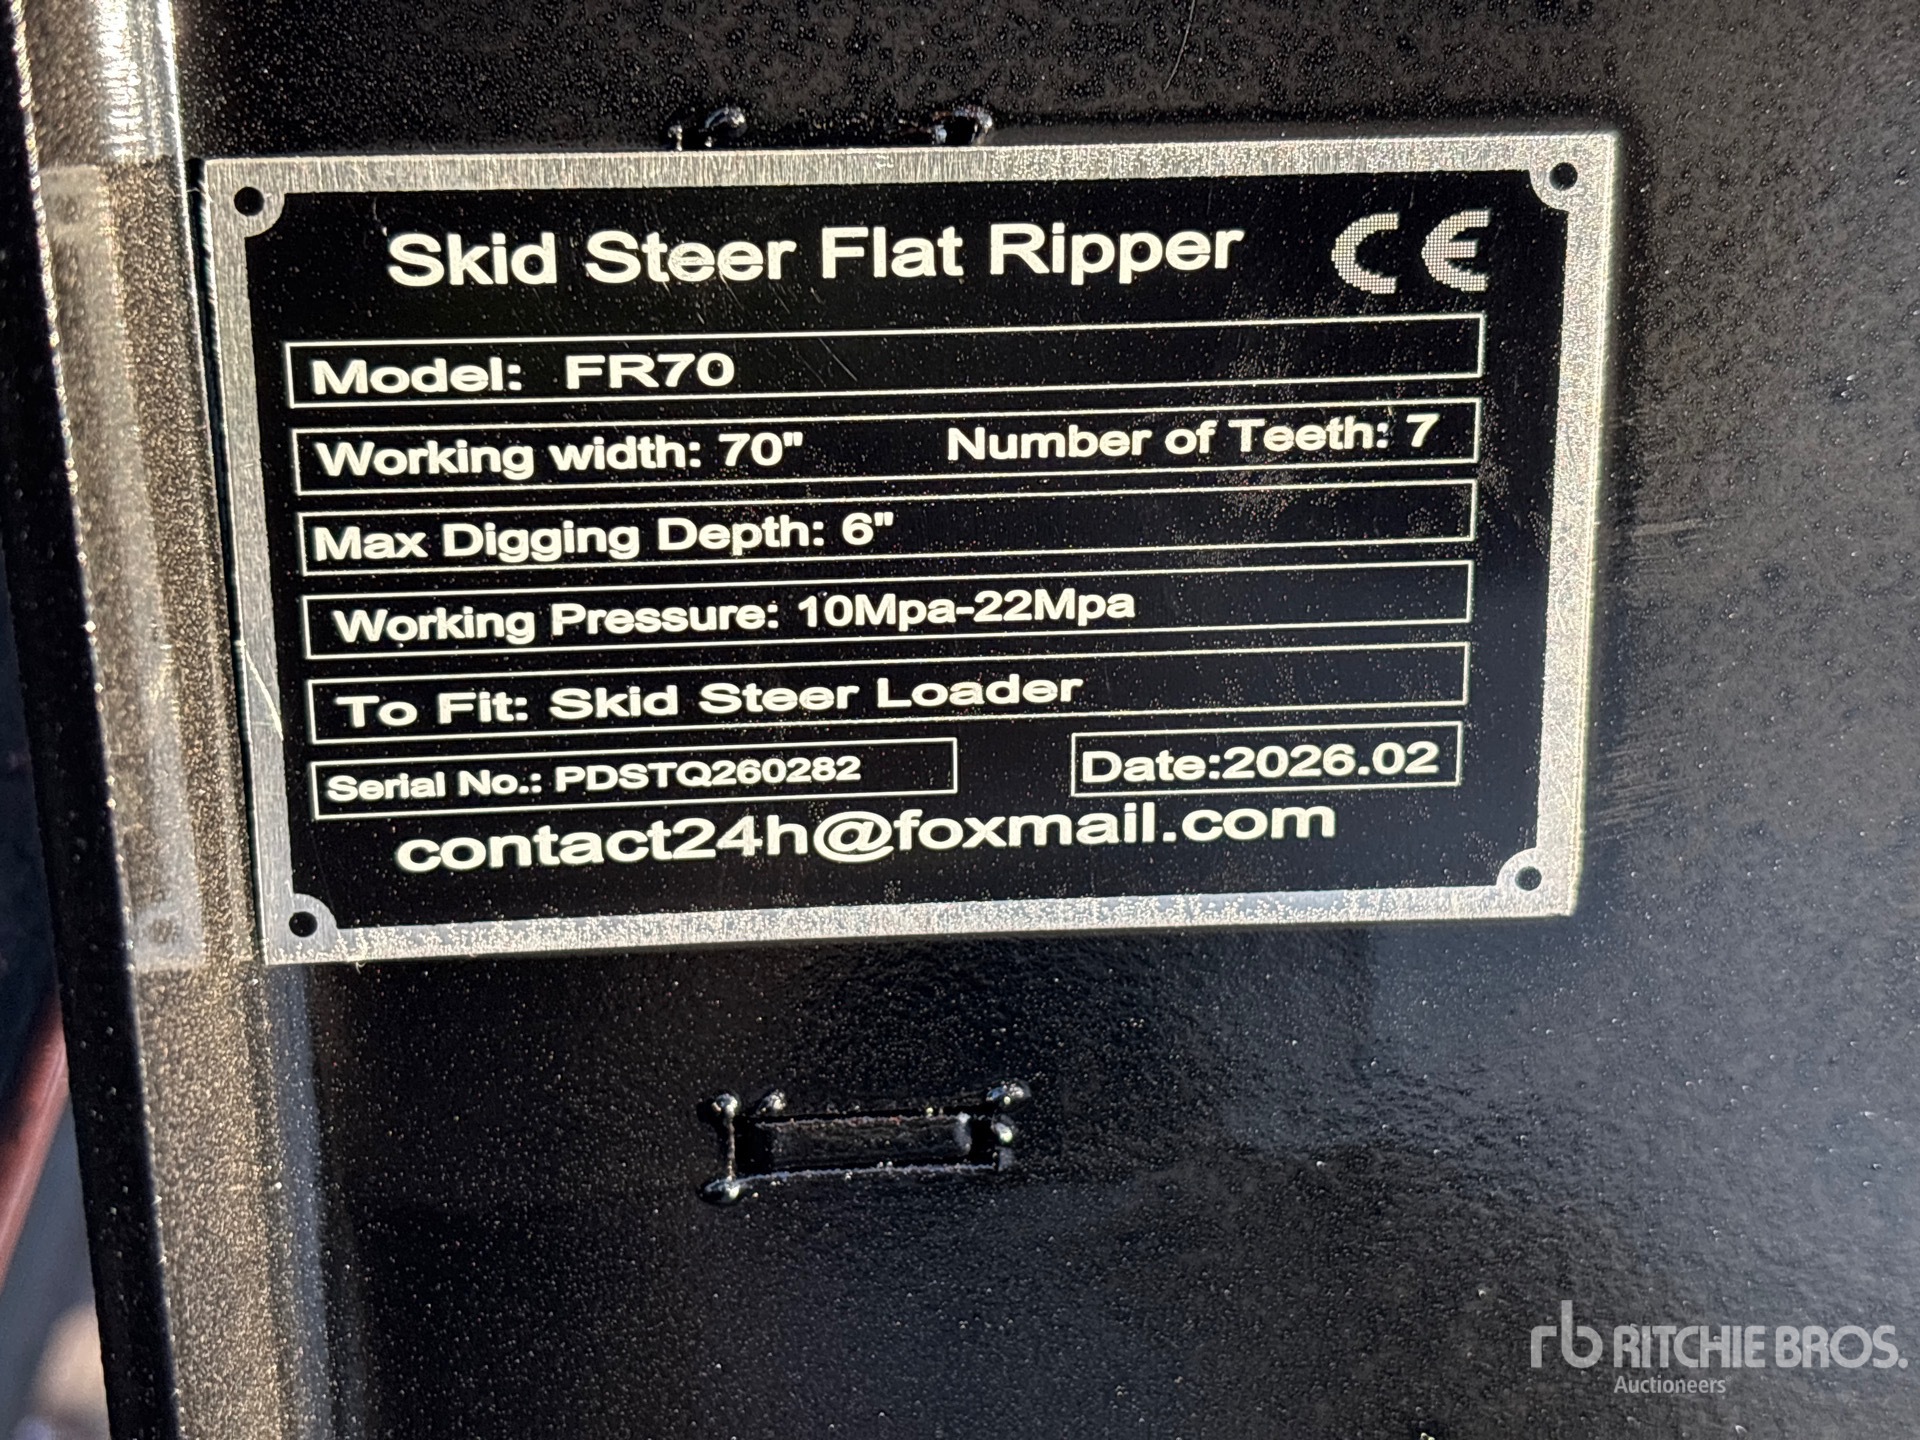 Skid Steer Flat Ripper CE
Model: FR70
Working width: 70" Number of Teeth: 7
Max Digging Depth: 6"
Working Pressure: 10Mpa-22Mpa
To Fit: Skid Steer Loader
Serial No.: PDSTQ260282 Date:2026.02
contact24h@foxmail.com
rb RITCHIE BROS.
Auctioneers